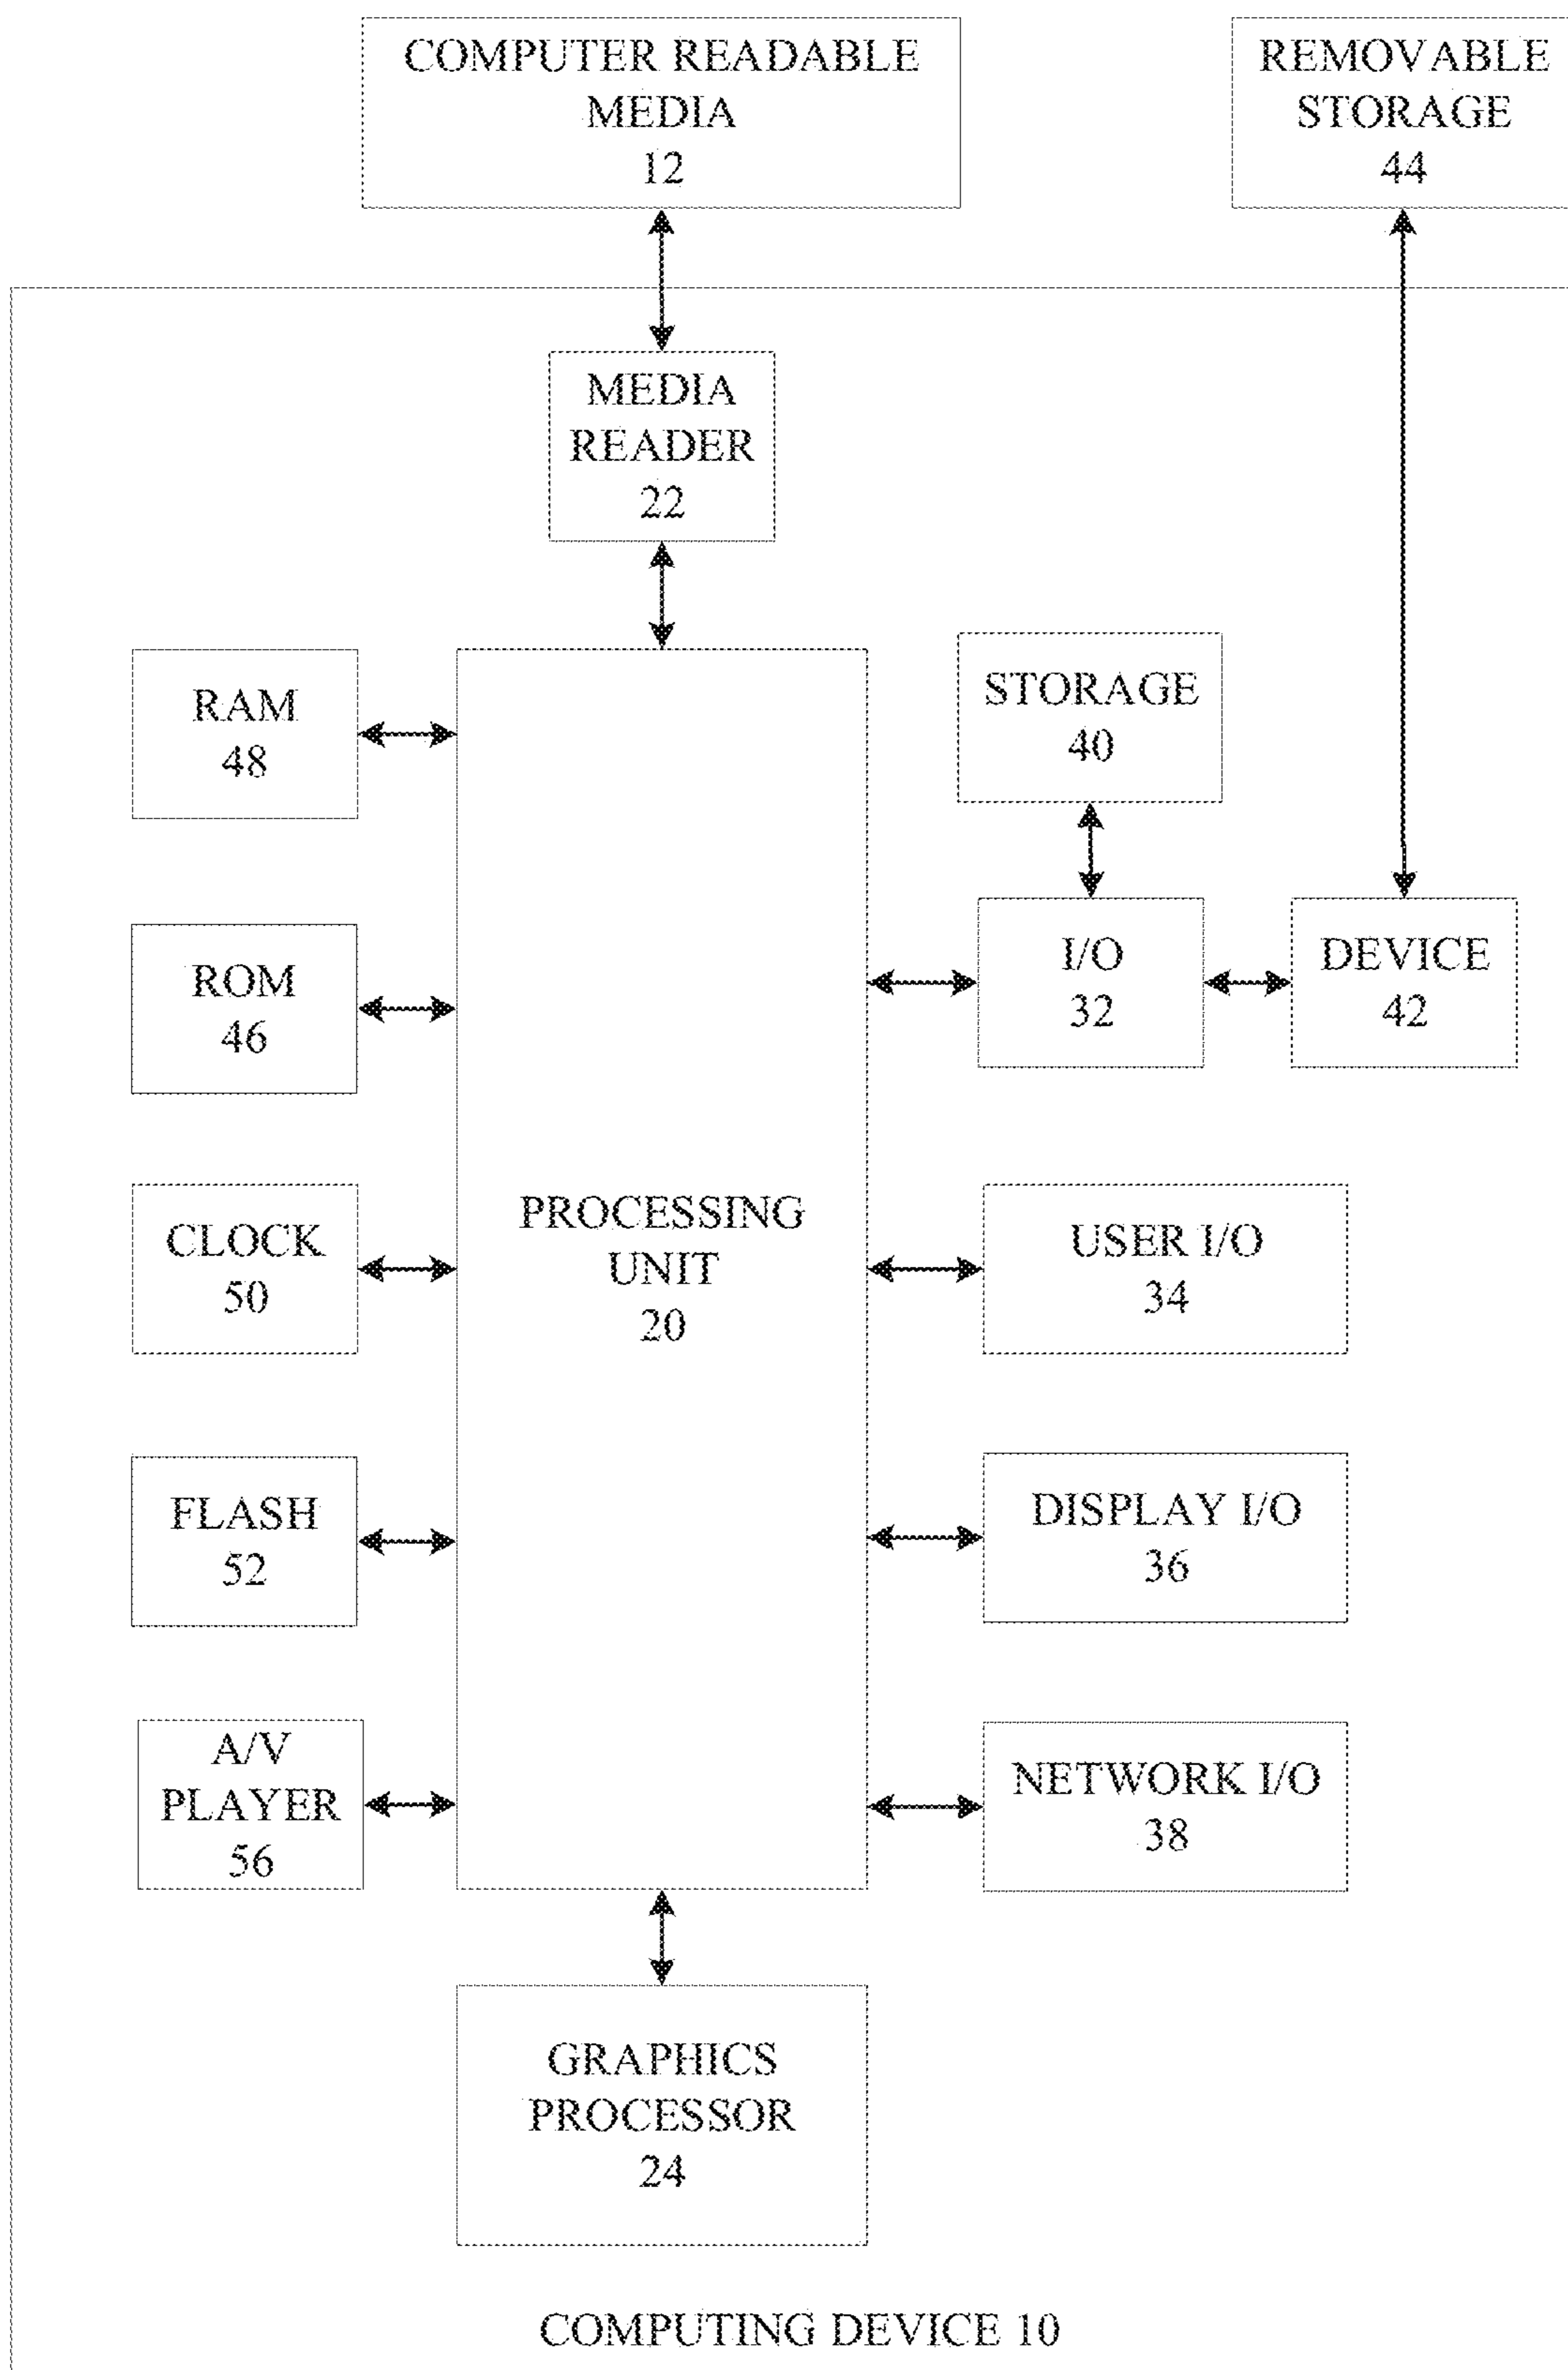 COMPUTER READABLE
MEDIA
12
REMOVABLE
STORAGE
44
MEDIA
READER
22
RAM
48
STORAGE
40
ROM
46
I/O
32
DEVICE
42
CLOCK
50
PROCESSING
UNIT
20
USER I/O
34
FLASH
52
DISPLAY I/O
36
A/V
PLAYER
56
NETWORK I/O
38
GRAPHICS
PROCESSOR
24
COMPUTING DEVICE 10